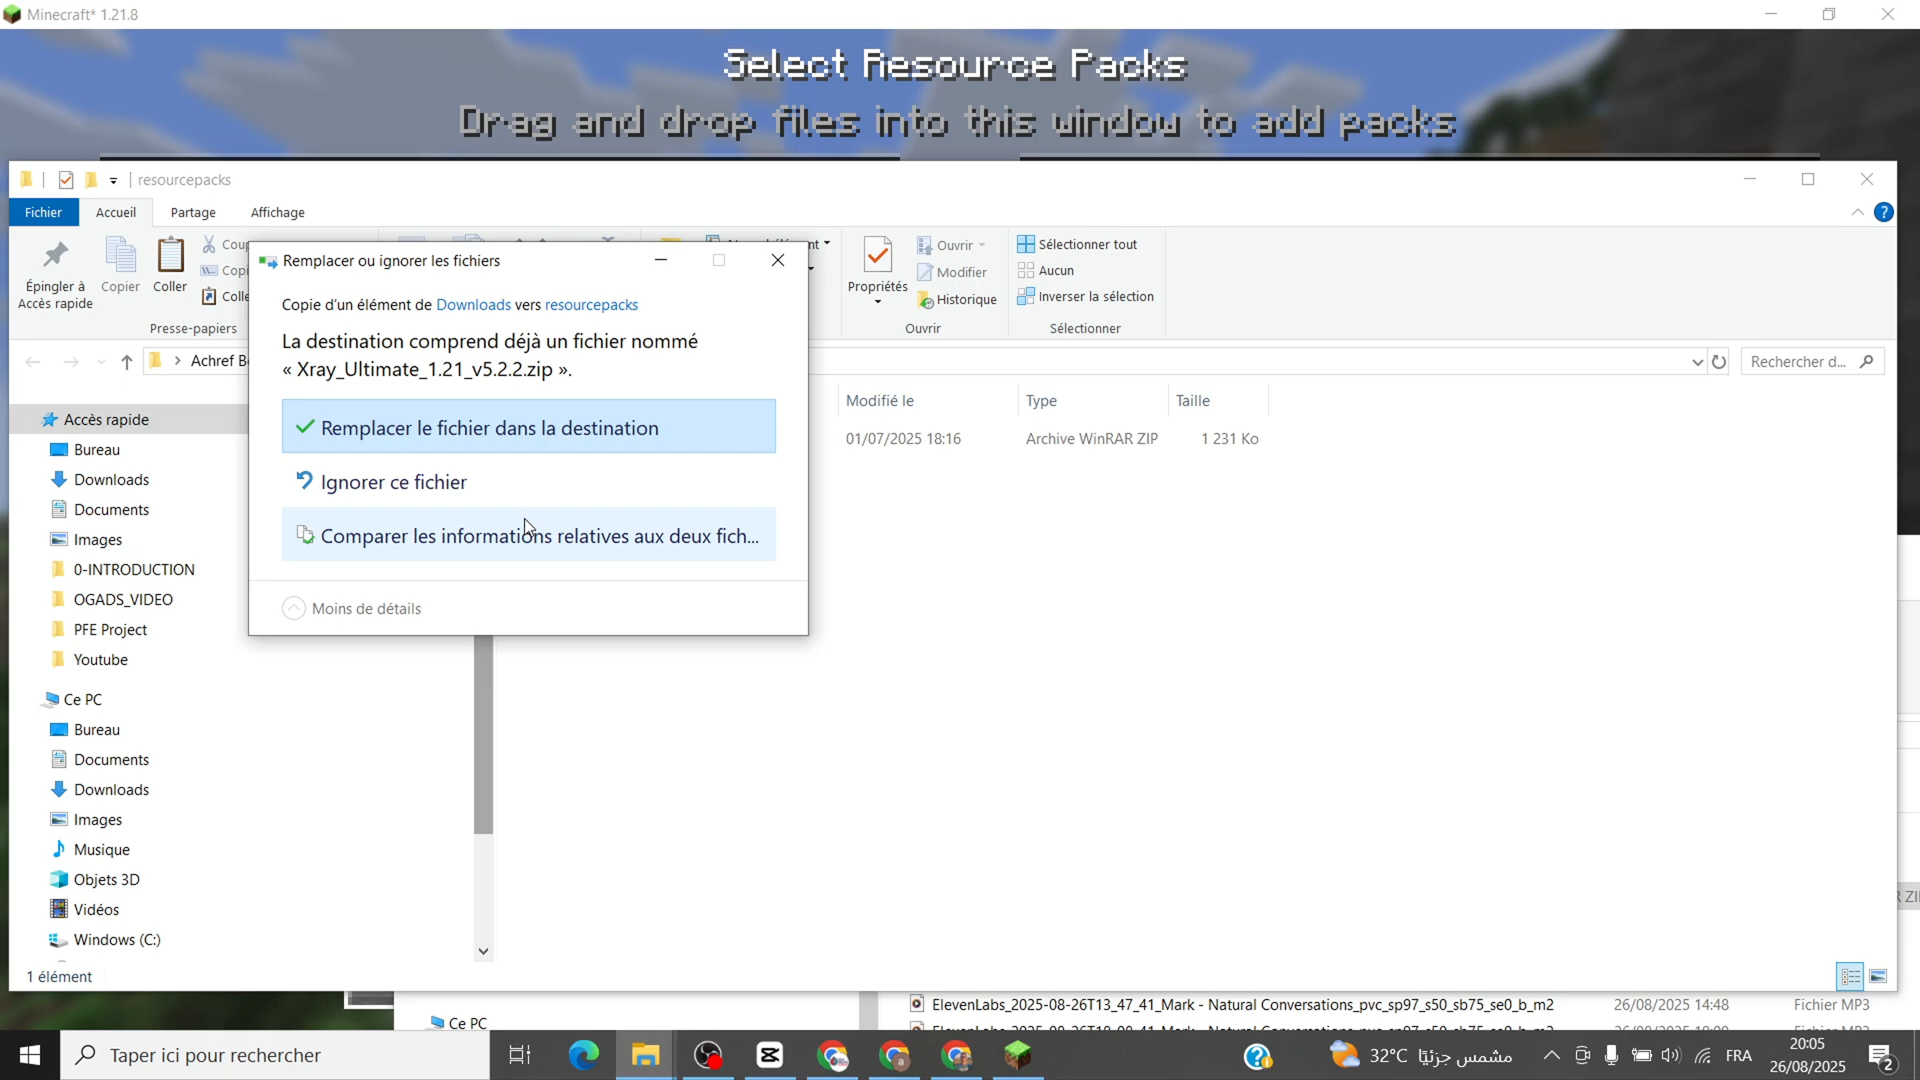 Minecraft* 1.21.8
Select Resource Packs
Drag and drop files into this window to add packs
resourcepacks
Fichier
Accueil
Partage
Affichage
Épingler à
Accès rapide
Copier
Coller
Presse-papiers
Propriétés
Ouvrir
Modifier
Historique
Ouvrir
Sélectionner tout
Aucun
Inverser la sélection
Sélectionner
Remplacer ou ignorer les fichiers
Copie d'un élément de Downloads vers resourcepacks
La destination comprend déjà un fichier nommé
« Xray_Ultimate_1.21_v5.2.2.zip ».
Remplacer le fichier dans la destination
Ignorer ce fichier
Comparer les informations relatives aux deux fich...
Moins de détails
Achref B
Rechercher d...
Modifié le
Type
Taille
01/07/2025 18:16
Archive WinRAR ZIP
1 231 Ko
Accès rapide
Bureau
Downloads
Documents
Images
0-INTRODUCTION
OGADS_VIDEO
PFE Project
Youtube
Ce PC
Bureau
Documents
Downloads
Images
Musique
Objets 3D
Vidéos
Windows (C:)
1 élément
Ce PC
ElevenLabs_2025-08-26T13_47_41_Mark - Natural Conversations_pvc_sp97_s50_sb75_se0_b_m2
26/08/2025 14:48
Fichier MP3
Taper ici pour rechercher
32°C مشمس جزئيًا
FRA
20:05
26/08/2025
2